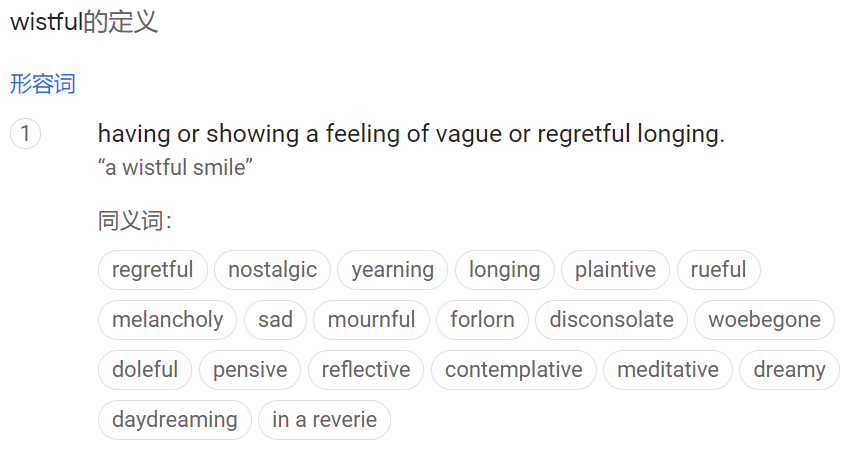 wistful的定义
形容词
1 having or showing a feeling of vague or regretful longing.
“a wistful smile”
同义词：
regretful nostalgic yearning longing plaintive rueful
melancholy sad mournful forlorn disconsolate woebegone
doleful pensive reflective contemplative meditative dreamy
daydreaming in a reverie